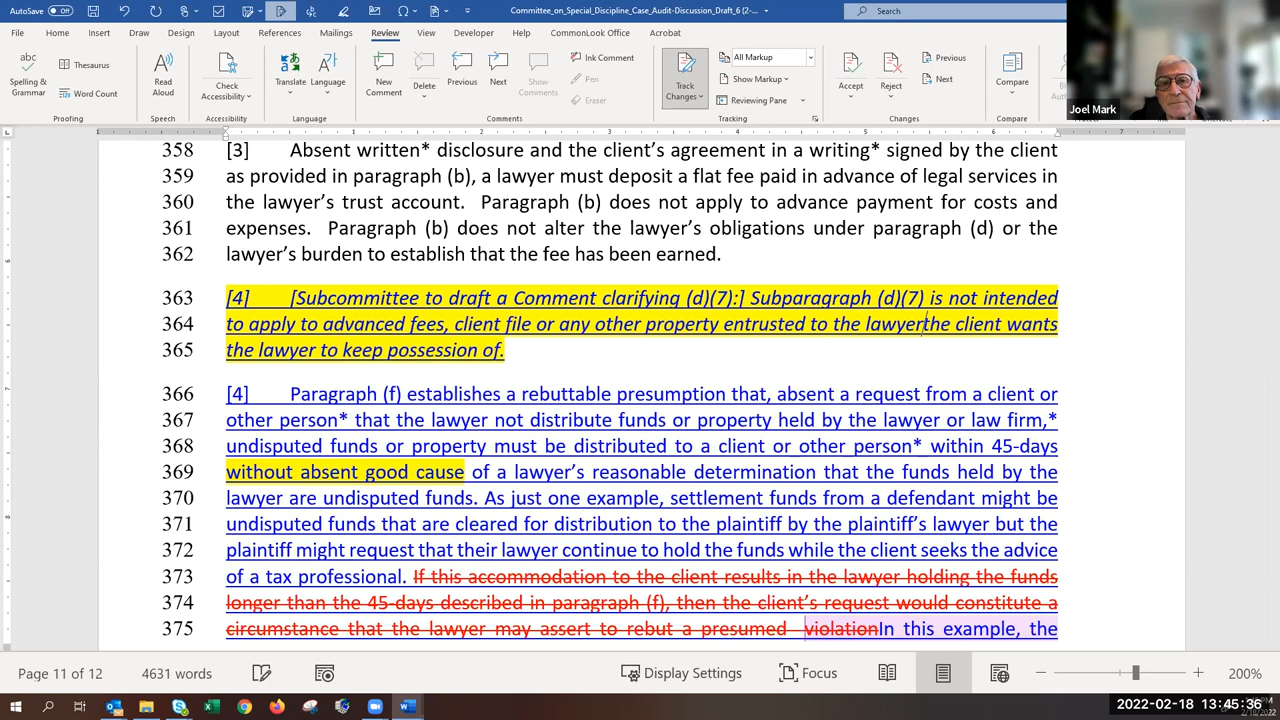 AutoSave Off
Committee_on_Special_Discipline_Case_Audit-Discussion_Draft_6 (2-...
Search
File Home Insert Draw Design Layout References Mailings Review View Developer Help CommonLook Office Acrobat
abc
Spelling & Grammar
Thesaurus
Word Count
Proofing
Read Aloud
Speech
Check Accessibility
Accessibility
Translate
Language
Language
New Comment
Delete
Previous
Next
Show Comments
Ink Comment
Pen
Eraser
Comments
Track Changes
All Markup
Show Markup
Reviewing Pane
Tracking
Accept
Reject
Previous
Next
Changes
Compare
Compare
Joel Mark
1 2 3 4 5 6 7
358 [3] Absent written* disclosure and the client’s agreement in a writing* signed by the client
359 as provided in paragraph (b), a lawyer must deposit a flat fee paid in advance of legal services in
360 the lawyer’s trust account. Paragraph (b) does not apply to advance payment for costs and
361 expenses. Paragraph (b) does not alter the lawyer’s obligations under paragraph (d) or the
362 lawyer’s burden to establish that the fee has been earned.
363 [4] [Subcommittee to draft a Comment clarifying (d)(7):] Subparagraph (d)(7) is not intended
364 to apply to advanced fees, client file or any other property entrusted to the lawyerthe client wants
365 the lawyer to keep possession of.
366 [4] Paragraph (f) establishes a rebuttable presumption that, absent a request from a client or
367 other person* that the lawyer not distribute funds or property held by the lawyer or law firm,*
368 undisputed funds or property must be distributed to a client or other person* within 45-days
369 without absent good cause of a lawyer’s reasonable determination that the funds held by the
370 lawyer are undisputed funds. As just one example, settlement funds from a defendant might be
371 undisputed funds that are cleared for distribution to the plaintiff by the plaintiff’s lawyer but the
372 plaintiff might request that their lawyer continue to hold the funds while the client seeks the advice
373 of a tax professional. If this accommodation to the client results in the lawyer holding the funds
374 longer than the 45-days described in paragraph (f), then the client’s request would constitute a
375 circumstance that the lawyer may assert to rebut a presumed violationIn this example, the
Page 11 of 12
4631 words
Display Settings
Focus
200%
2022-02-18 13:45:36